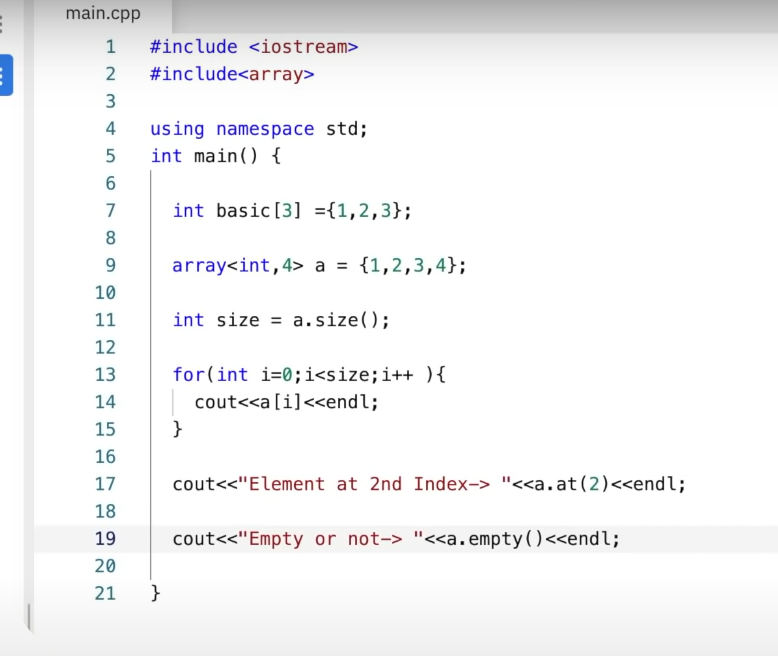 main.cpp
1 #include <iostream>
2 #include<array>
3
4 using namespace std;
5 int main() {
6
7 int basic[3] ={1,2,3};
8
9 array<int,4> a = {1,2,3,4};
10
11 int size = a.size();
12
13 for(int i=0;i<size;i++ ){
14 cout<<a[i]<<endl;
15 }
16
17 cout<<"Element at 2nd Index-> "<<a.at(2)<<endl;
18
19 cout<<"Empty or not-> "<<a.empty()<<endl;
20
21 }